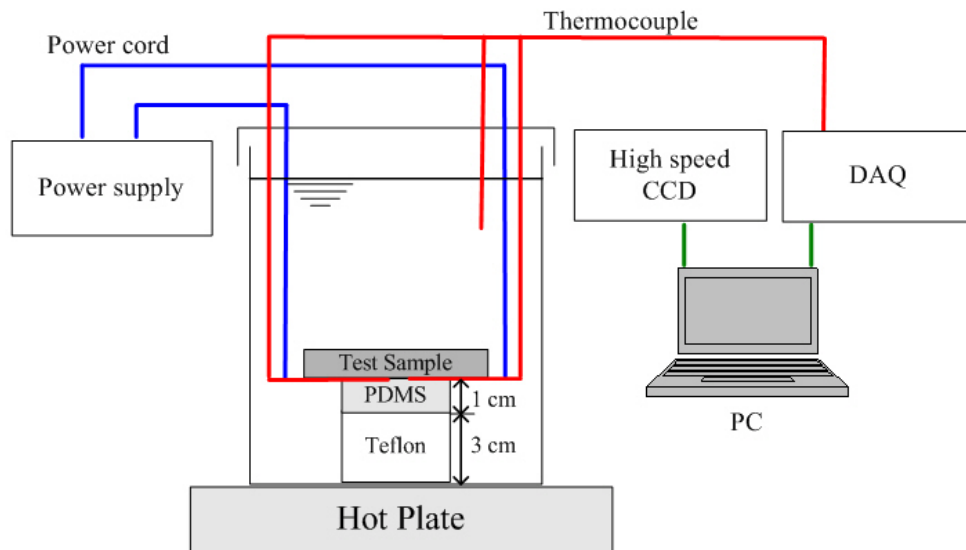 Thermocouple
Power cord
Power supply
High speed
CCD
DAQ
Test Sample
PDMS
1 cm
Teflon
3 cm
PC
Hot Plate